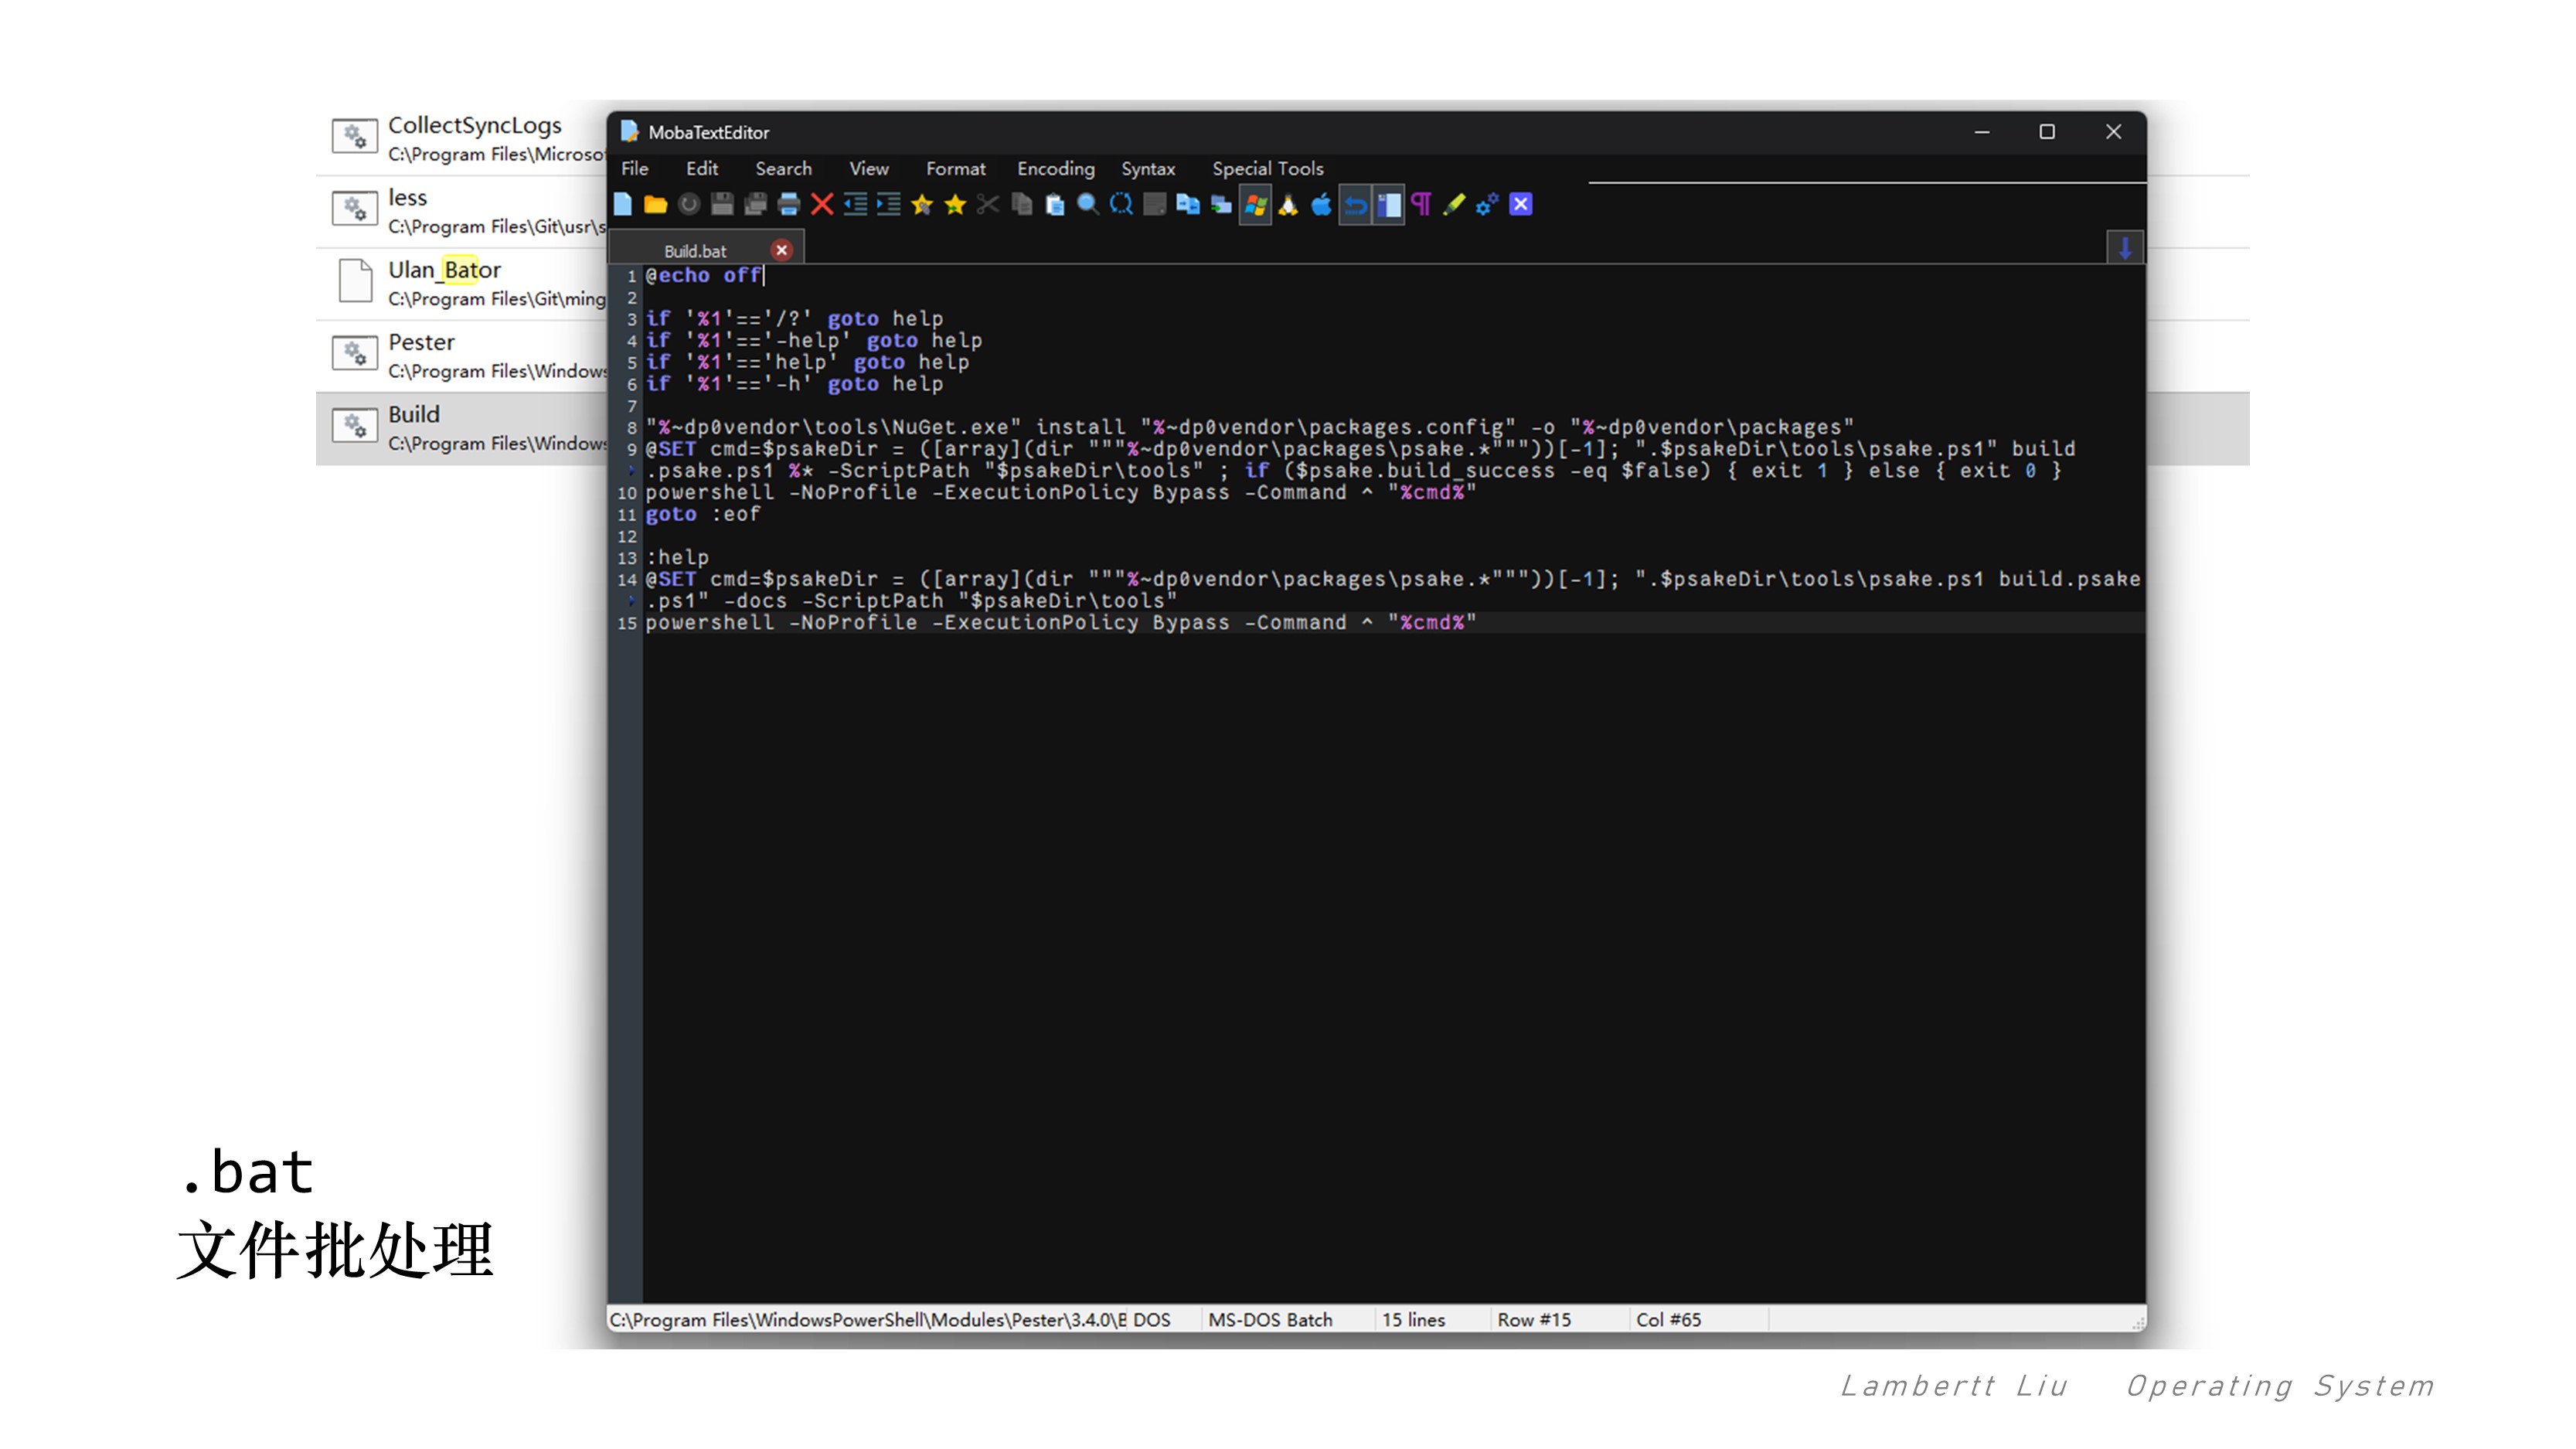 CollectSyncLogs
C:\Program Files\Microso
less
C:\Program Files\Git\usr\s
Ulan_Bator
C:\Program Files\Git\ming
Pester
C:\Program Files\Windows
Build
C:\Program Files\Windows
MobaTextEditor
File Edit Search View Format Encoding Syntax Special Tools
Build.bat
1 @echo off
2
3 if '%1'=='/?' goto help
4 if '%1'=='-help' goto help
5 if '%1'=='help' goto help
6 if '%1'=='-h' goto help
7
8 "%~dp0vendor\tools\NuGet.exe" install "%~dp0vendor\packages.config" -o "%~dp0vendor\packages"
9 @SET cmd=$psakeDir = ([array](dir """%~dp0vendor\packages\psake.*"""))[-1]; ".$psakeDir\tools\psake.ps1" build
.psake.ps1 %* -ScriptPath "$psakeDir\tools" ; if ($psake.build_success -eq $false) { exit 1 } else { exit 0 }
10 powershell -NoProfile -ExecutionPolicy Bypass -Command ^ "%cmd%"
11 goto :eof
12
13 :help
14 @SET cmd=$psakeDir = ([array](dir """%~dp0vendor\packages\psake.*"""))[-1]; ".$psakeDir\tools\psake.ps1 build.psake
.ps1" -docs -ScriptPath "$psakeDir\tools"
15 powershell -NoProfile -ExecutionPolicy Bypass -Command ^ "%cmd%"
C:\Program Files\WindowsPowerShell\Modules\Pester\3.4.0\B DOS MS-DOS Batch 15 lines Row #15 Col #65
.bat
文件批处理
Lambertt Liu Operating System